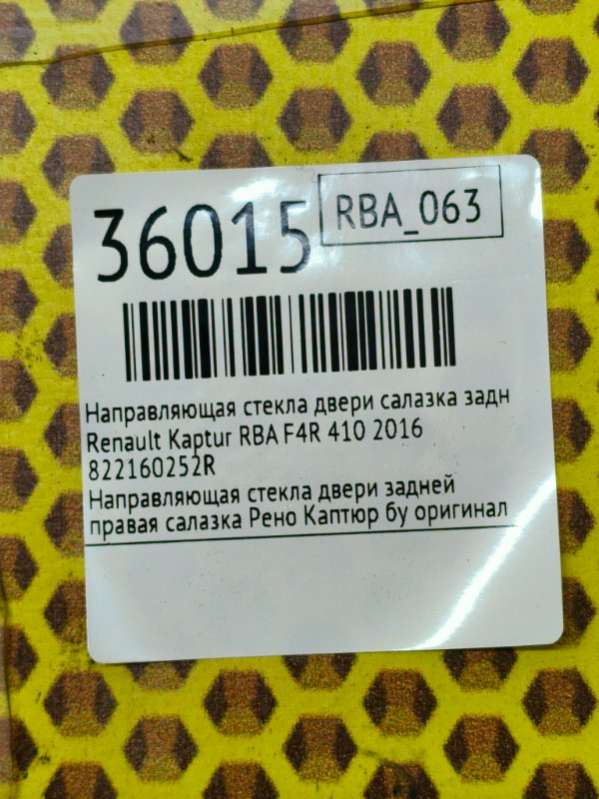 36015
RBA_063
Направляющая стекла двери салазка задн
Renault Kaptur RBA F4R 410 2016
822160252R
Направляющая стекла двери задней
правая салазка Рено Каптюр бу оригинал